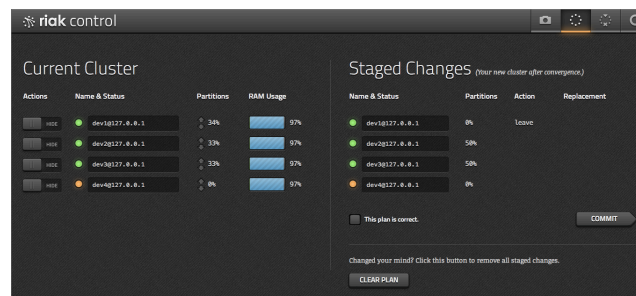 riak control
Current Cluster
Actions Name & Status Partitions RAM Usage
HIDE dev1@127.0.0.1 34% 97%
HIDE dev2@127.0.0.1 33% 97%
HIDE dev3@127.0.0.1 33% 97%
HIDE dev4@127.0.0.1 0% 97%
Staged Changes (Your new cluster after convergence.)
Name & Status Partitions Action Replacement
dev1@127.0.0.1 0% leave
dev2@127.0.0.1 50%
dev3@127.0.0.1 50%
dev4@127.0.0.1 0%
This plan is correct. COMMIT
Changed your mind? Click this button to remove all staged changes.
CLEAR PLAN